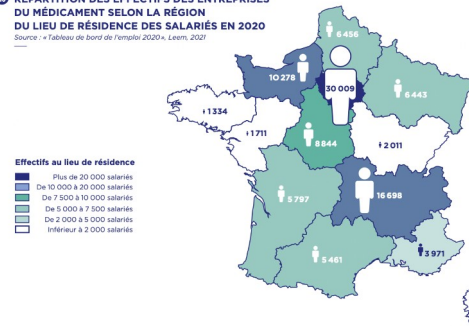 RÉPARTITION DES EFFECTIFS DES ENTREPRISES
DU MÉDICAMENT SELON LA RÉGION
DU LIEU DE RÉSIDENCE DES SALARIÉS EN 2020
Source : « Tableau de bord de l'emploi 2020 », Leem, 2021
6 456
10 278
30 009
6 443
1 334
1 711
8 844
2 011
Effectifs au lieu de résidence
Plus de 20 000 salariés
De 10 000 à 20 000 salariés
De 7 500 à 10 000 salariés
De 5 000 à 7 500 salariés
De 2 000 à 5 000 salariés
Inférieur à 2 000 salariés
5 797
16 698
5 461
3 971